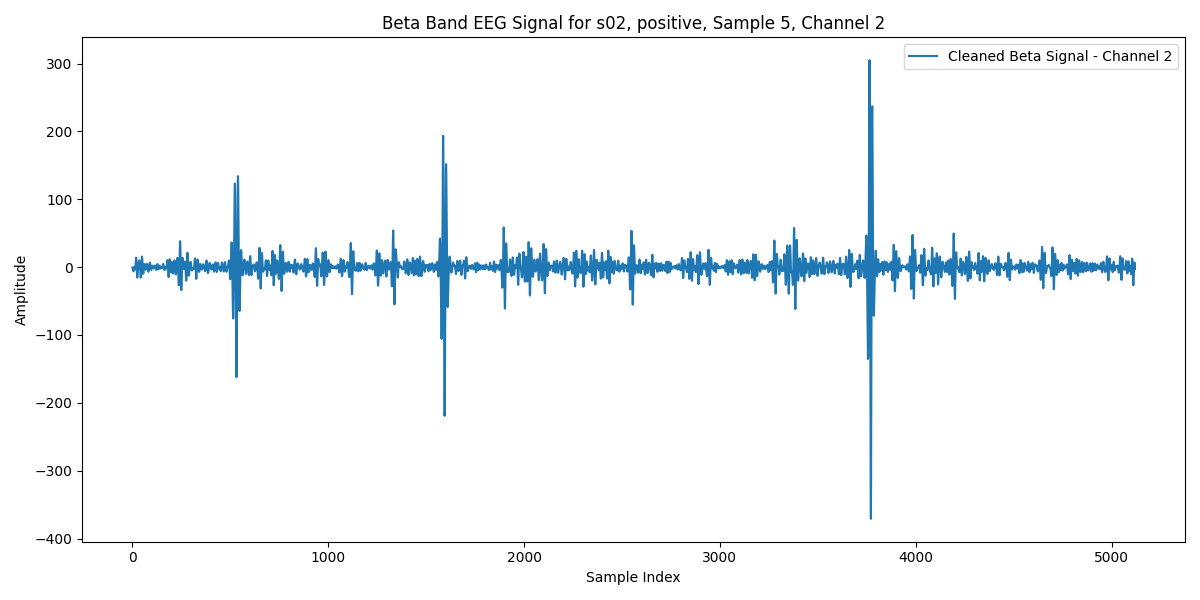 Beta Band EEG Signal for s02, positive, Sample 5, Channel 2
Cleaned Beta Signal - Channel 2
300
200
100
0
−100
−200
−300
−400
Amplitude
0 1000 2000 3000 4000 5000
Sample Index